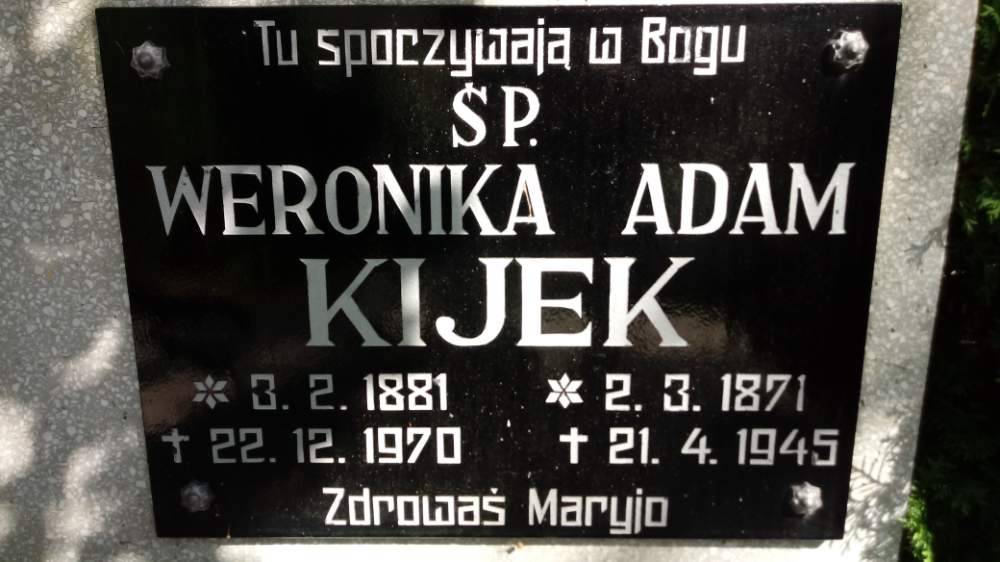 Tu spoczywają w Bogu
ŚP.
WERONIKA ADAM
KIJEK
* 3. 2. 1881 * 2. 3. 1871
† 22. 12. 1970 † 21. 4. 1945
Zdrowaś Maryjo